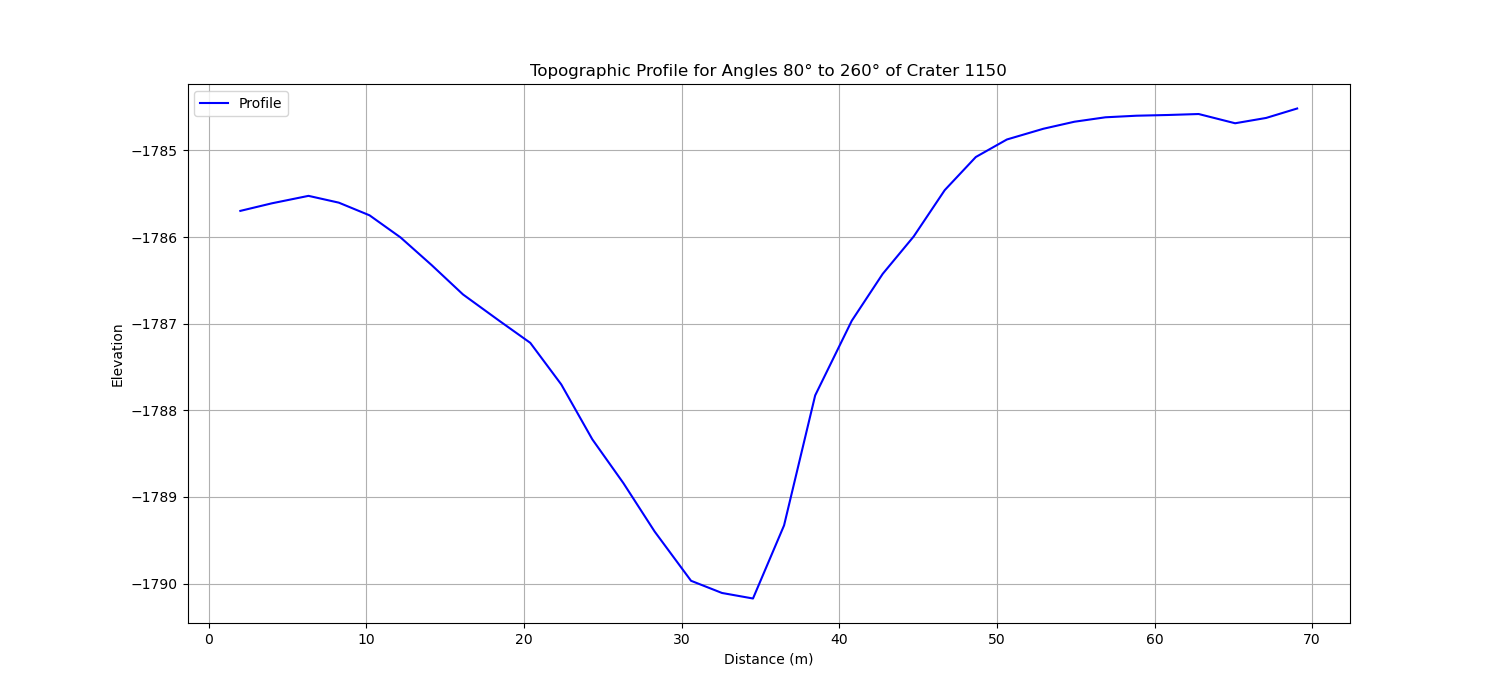 Topographic Profile for Angles 80° to 260° of Crater 1150
Profile
−1785
−1786
−1787
−1788
−1789
−1790
Elevation
0 10 20 30 40 50 60 70
Distance (m)